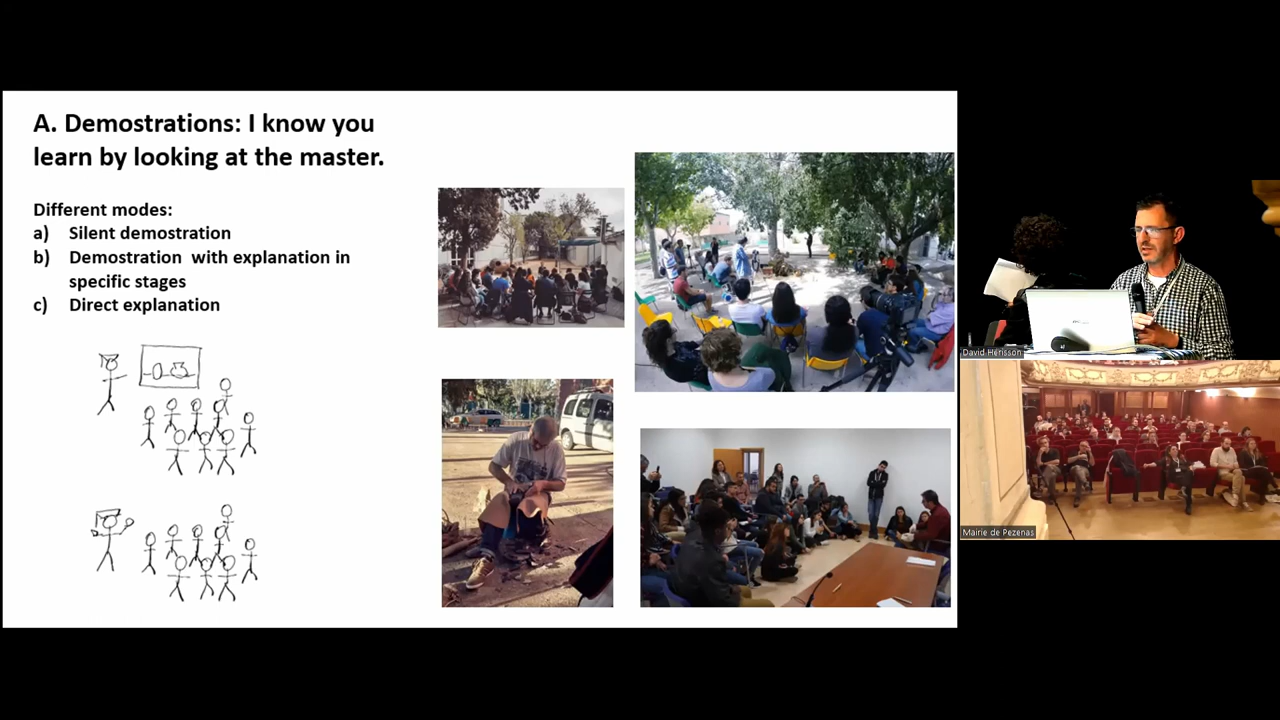 A. Demostrations: I know you
learn by looking at the master.
Different modes:
a) Silent demostration
b) Demostration with explanation in
specific stages
c) Direct explanation
David Hérisson
Mairie de Pezenas